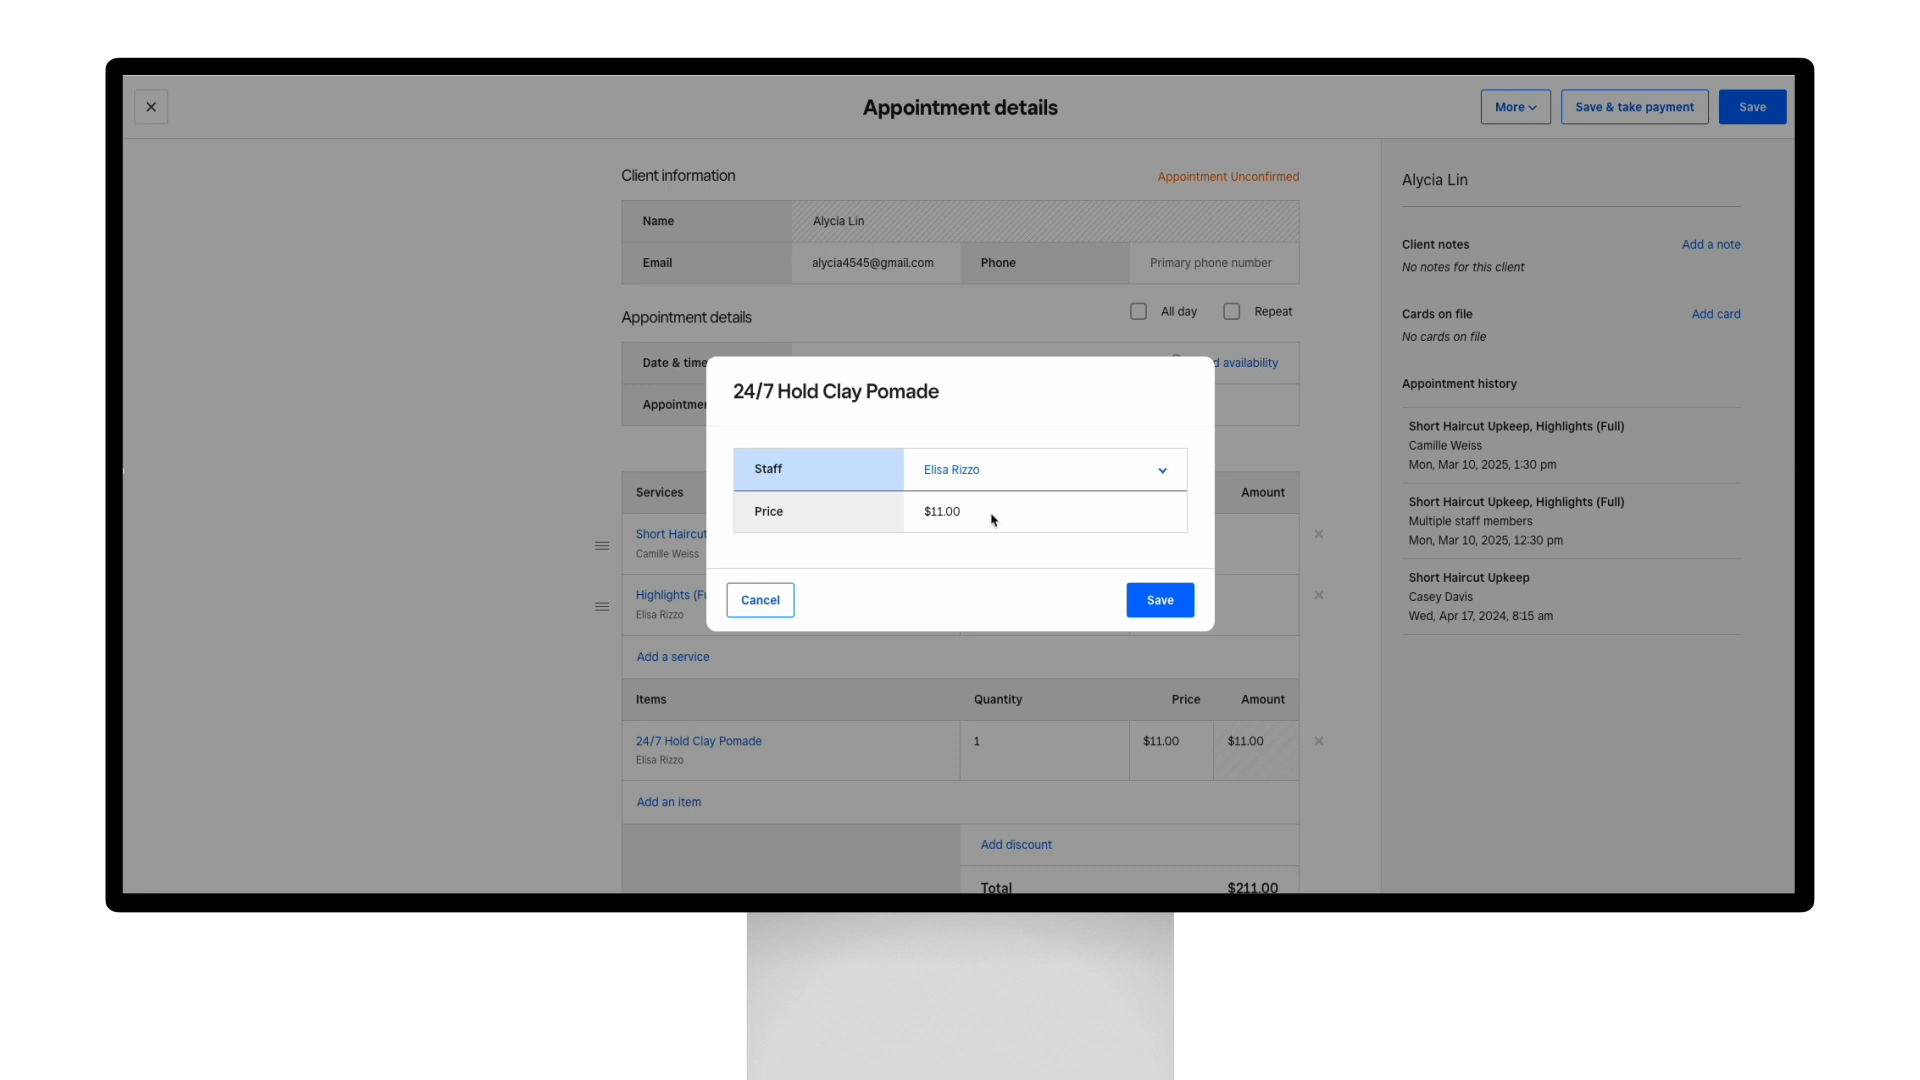 Appointment details
More
Save & take payment
Save
Client information
Appointment Unconfirmed
Name
Alycia Lin
Email
alycia4545@gmail.com
Phone
Primary phone number
Appointment details
All day
Repeat
Date & time
availability
Services
Amount
Short Haircut
Camille Weiss
Highlights
Elisa Rizzo
Add a service
Items
Quantity
Price
Amount
24/7 Hold Clay Pomade
Elisa Rizzo
1
$11.00
$11.00
Add an item
Add discount
Total
$211.00
24/7 Hold Clay Pomade
Staff
Elisa Rizzo
Price
$11.00
Cancel
Save
Alycia Lin
Client notes
Add a note
No notes for this client
Cards on file
Add card
No cards on file
Appointment history
Short Haircut Upkeep, Highlights (Full)
Camille Weiss
Mon, Mar 10, 2025, 1:30 pm
Short Haircut Upkeep, Highlights (Full)
Multiple staff members
Mon, Mar 10, 2025, 12:30 pm
Short Haircut Upkeep
Casey Davis
Wed, Apr 17, 2024, 8:15 am